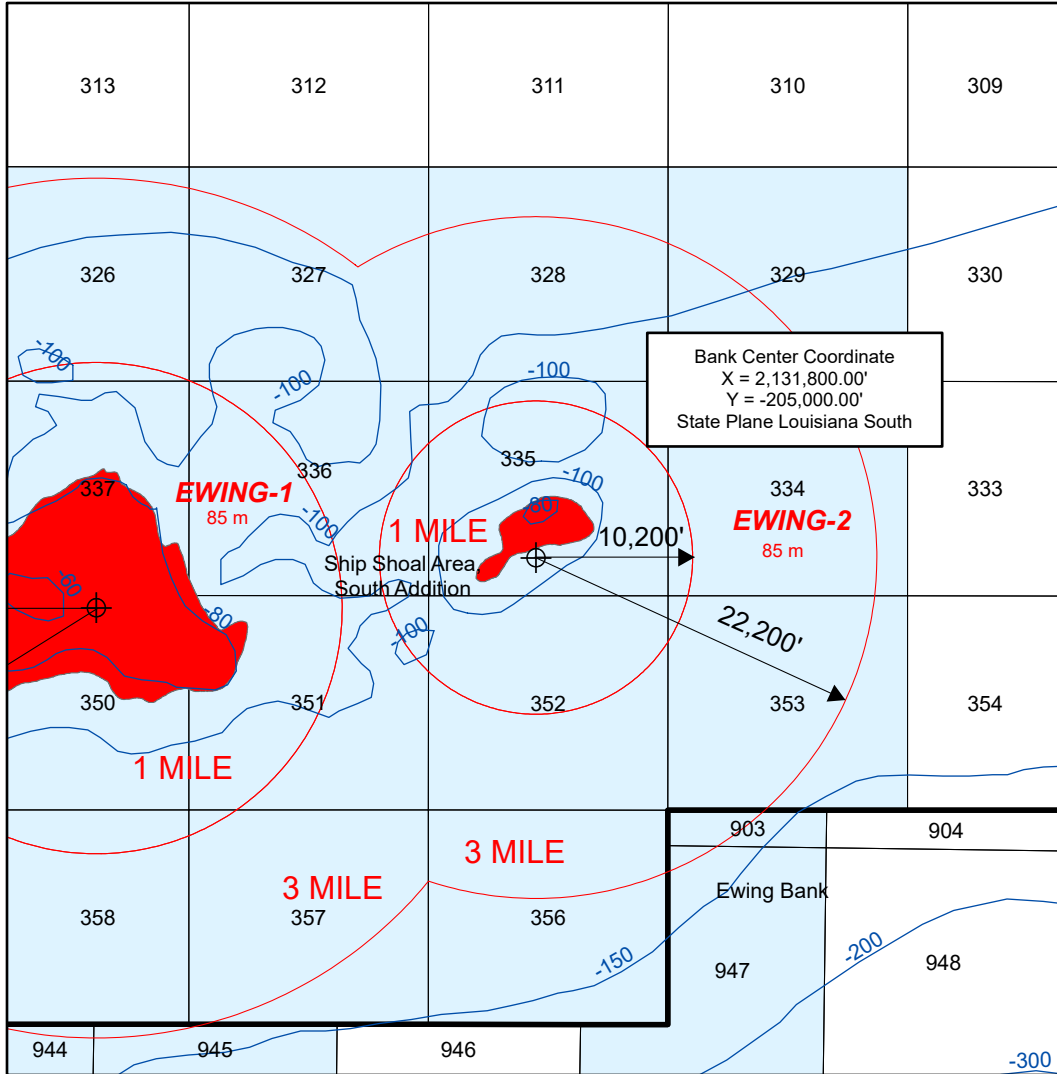 313
312
311
310
309
326
327
328
329
330
-100
-100
-100
Bank Center Coordinate
X = 2,131,800.00'
Y = -205,000.00'
State Plane Louisiana South
337
336
335
334
333
EWING-1
85 m
-100
-100
-80
1 MILE
10,200'
EWING-2
85 m
Ship Shoal Area,
South Addition
-60
-80
-100
22,200'
350
351
352
353
354
1 MILE
3 MILE
3 MILE
903
904
Ewing Bank
358
357
356
-150
-200
947
948
944
945
946
-300